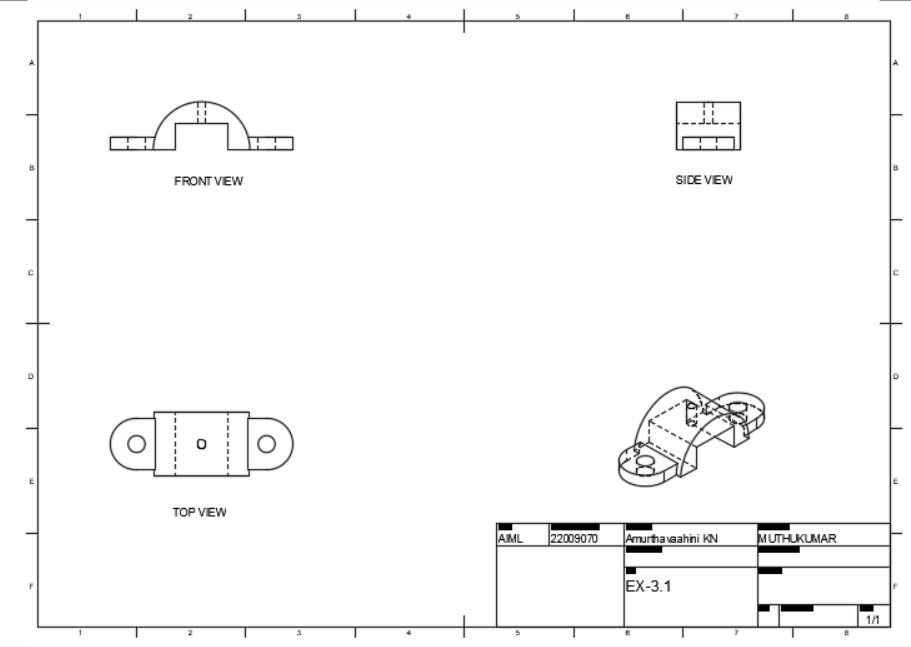 1 2 3 4 5 6 7 8
A A
B B
FRONT VIEW SIDE VIEW
C C
D D
E E
TOP VIEW
AIML 22009070 Amurthavaahini KN MUTHUKUMAR
F EX-3.1 F
1/1
1 2 3 4 5 6 7 8